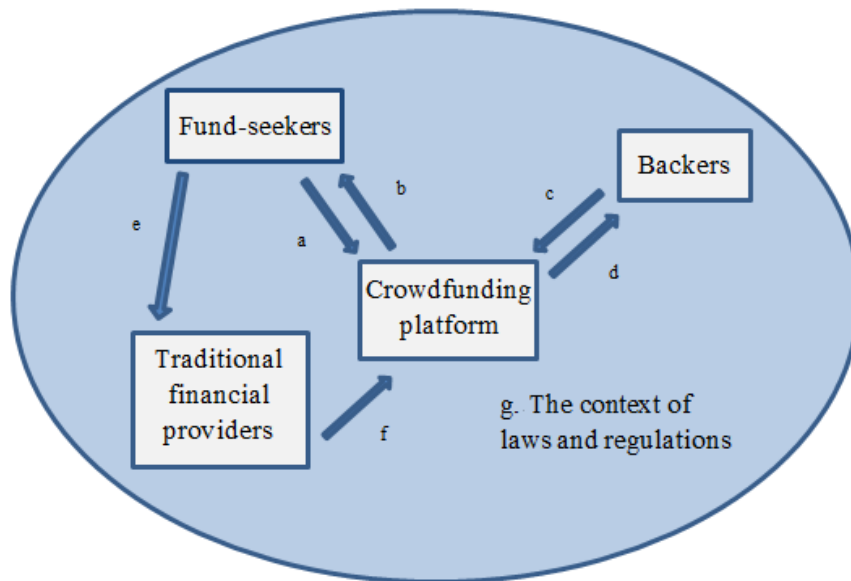 Fund-seekers
Backers
b
c
e
a
d
Crowdfunding
platform
Traditional
financial
providers
g. The context of
laws and regulations
f